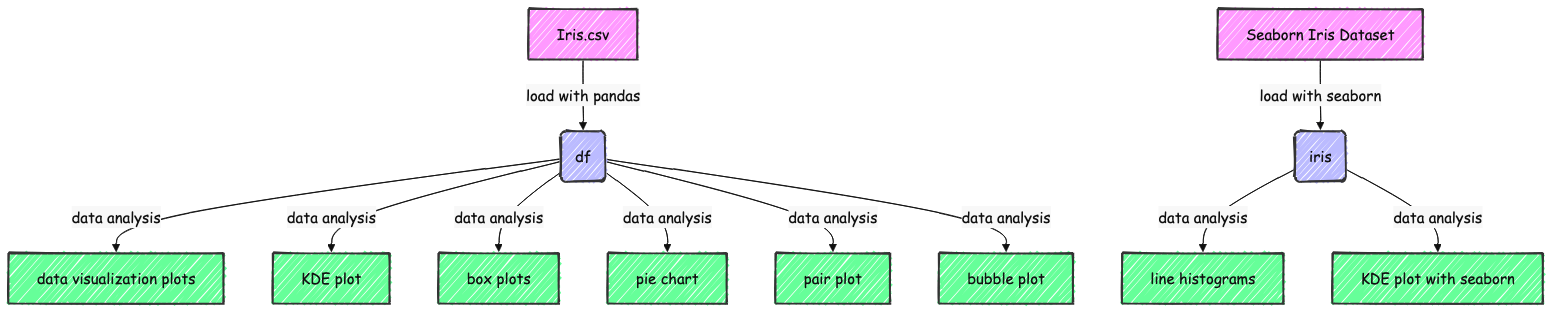 Iris.csv
Seaborn Iris Dataset
load with pandas
load with seaborn
df
iris
data analysis
data analysis
data analysis
data analysis
data analysis
data analysis
data analysis
data analysis
data visualization plots
KDE plot
box plots
pie chart
pair plot
bubble plot
line histograms
KDE plot with seaborn